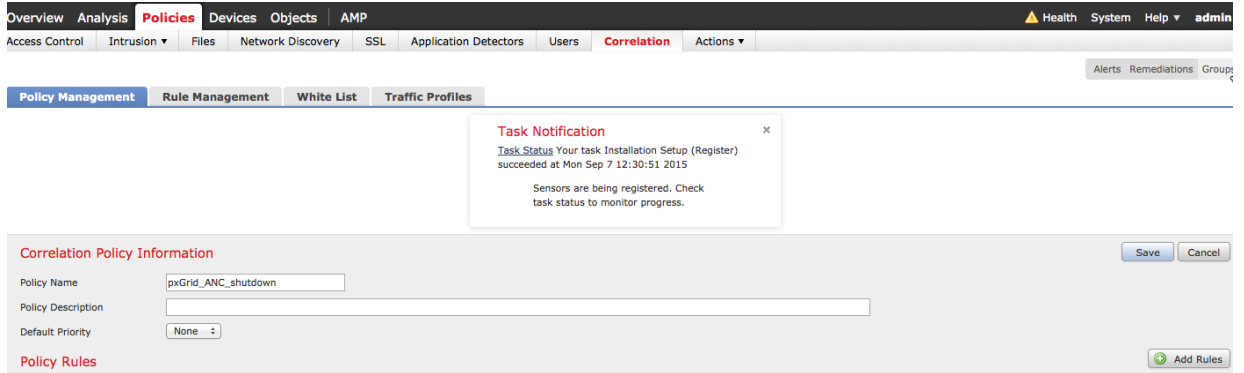 Overview Analysis Policies Devices Objects AMP Health System Help ▾ admin
Access Control Intrusion ▾ Files Network Discovery SSL Application Detectors Users Correlation Actions ▾
Alerts Remediations Groups
Policy Management Rule Management White List Traffic Profiles
Task Notification ×
Task Status Your task Installation Setup (Register)
succeeded at Mon Sep 7 12:30:51 2015
Sensors are being registered. Check
task status to monitor progress.
Correlation Policy Information Save Cancel
Policy Name pxGrid_ANC_shutdown
Policy Description
Default Priority None
Policy Rules Add Rules